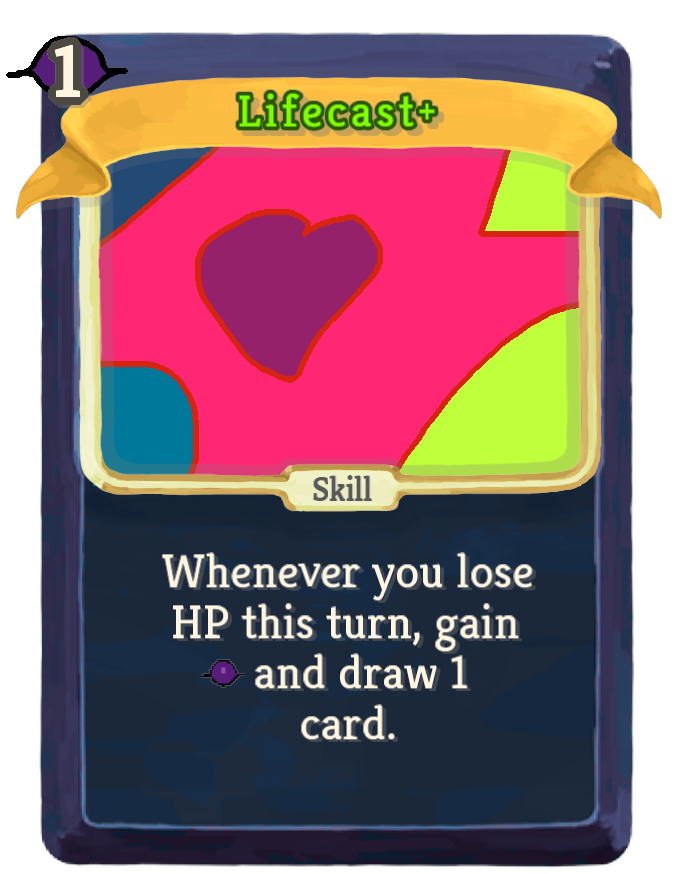 1
Lifecast+
Skill
Whenever you lose
HP this turn, gain
and draw 1
card.